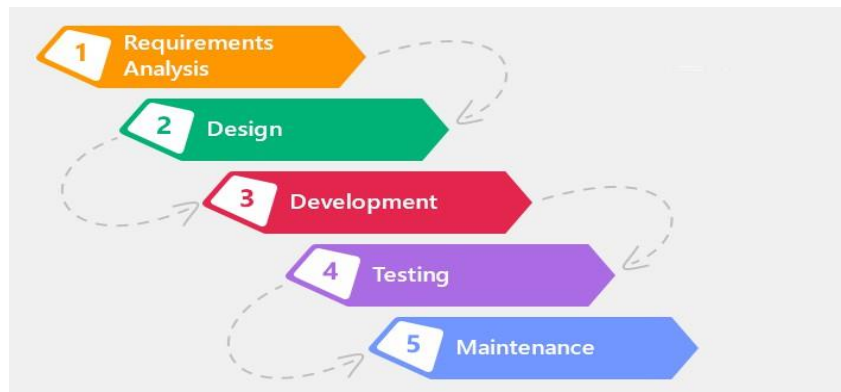 1 Requirements
Analysis
2 Design
3 Development
4 Testing
5 Maintenance